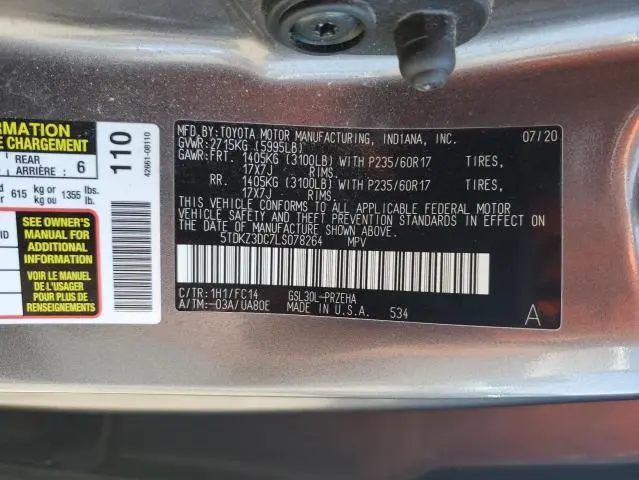 RMATION
E CHARGEMENT
REAR
ARRIÈRE : 6
615 kg or 1355 lbs.
kg ou lb.
SEE OWNER'S
MANUAL FOR
ADDITIONAL
INFORMATION
VOIR LE MANUEL
DE L'USAGER
POUR PLUS DE
RENSEIGNEMENTS
110
42661-08110
MFD. BY: TOYOTA MOTOR MANUFACTURING, INDIANA, INC. 07/20
GVWR: 2715KG (5995LB)
GAWR: FRT. 1405KG (3100LB) WITH P235/60R17 TIRES,
17X7J RIMS.
RR. 1405KG (3100LB) WITH P235/60R17 TIRES,
17X7J RIMS.
THIS VEHICLE CONFORMS TO ALL APPLICABLE FEDERAL MOTOR
VEHICLE SAFETY AND THEFT PREVENTION STANDARDS IN EFFECT ON
THE DATE OF MANUFACTURE SHOWN ABOVE.
5TDKZ3DC7LS078264 MPV
C/TR: 1H1/FC14 GSL30L-PRZEHA
A/TM: -03A/UA80E MADE IN U.S.A. 534 A